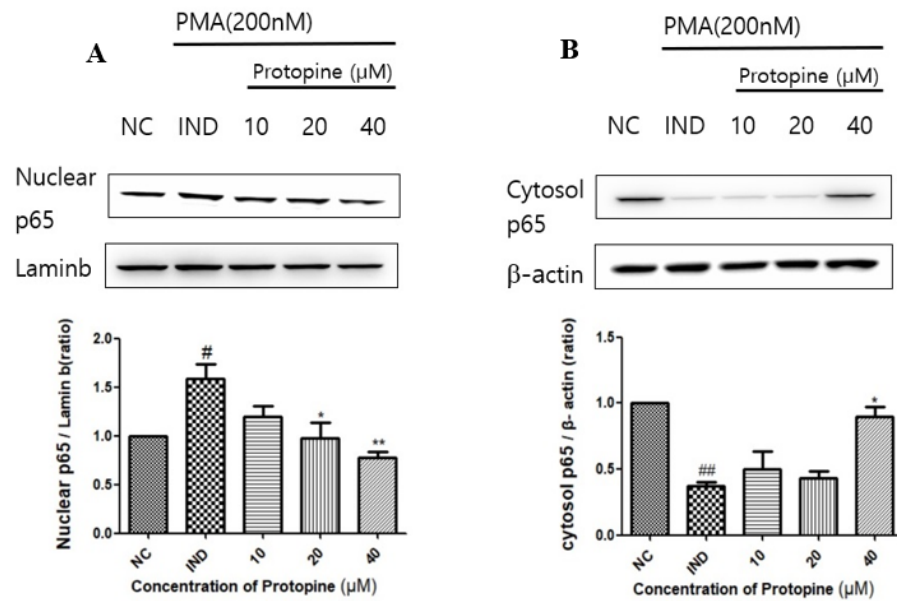 A
PMA(200nM)
Protopine (μM)
NC IND 10 20 40
Nuclear
p65
Laminb
Nuclear p65 / Lamin b(ratio)
2.0
1.5
1.0
0.5
0.0
#
*
**
NC IND 10 20 40
Concentration of Protopine (μM)
B
PMA(200nM)
Protopine (μM)
NC IND 10 20 40
Cytosol
p65
β-actin
cytosol p65 / β- actin (ratio)
1.5
1.0
0.5
0.0
##
*
NC IND 10 20 40
Concentration of Protopine (μM)